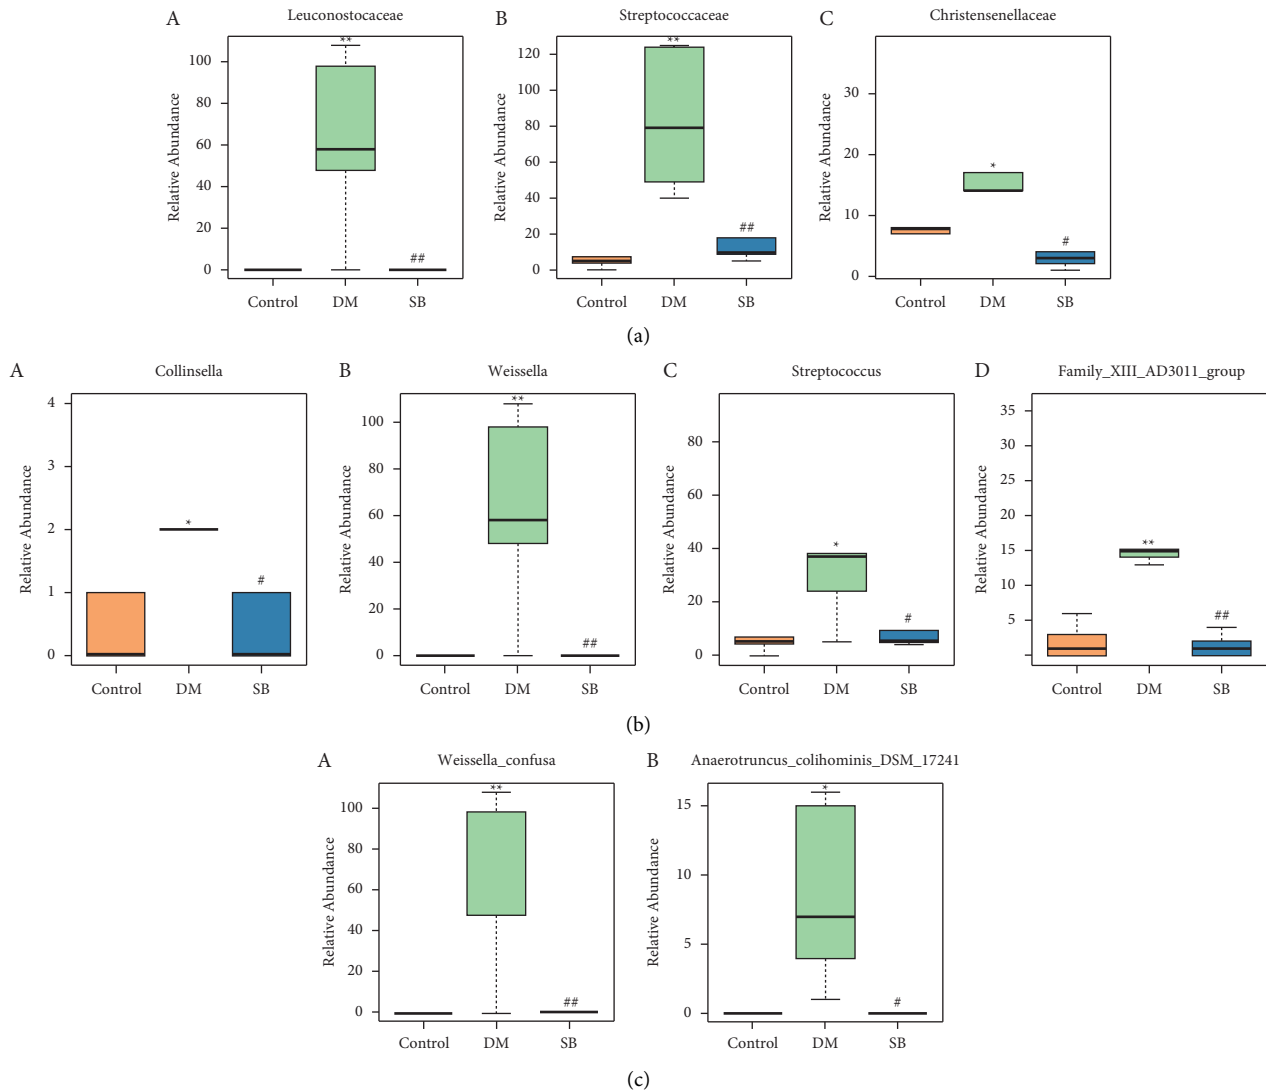 A Leuconostocaceae
Relative Abundance
100
80
60
40
20
0
**
##
Control DM SB
B Streptococcaceae
Relative Abundance
120
100
80
60
40
20
0
**
##
Control DM SB
C Christensenellaceae
Relative Abundance
30
20
10
0
*
#
Control DM SB
(a)
A Collinsella
Relative Abundance
4
3
2
1
0
*
#
Control DM SB
B Weissella
Relative Abundance
100
80
60
40
20
0
**
##
Control DM SB
C Streptococcus
Relative Abundance
80
60
40
20
0
*
#
Control DM SB
D Family_XIII_AD3011_group
Relative Abundance
35
30
25
20
15
10
5
**
##
Control DM SB
(b)
A Weissella_confusa
Relative Abundance
100
80
60
40
20
0
**
##
Control DM SB
B Anaerotruncus_colihominis_DSM_17241
Relative Abundance
15
10
5
0
*
#
Control DM SB
(c)